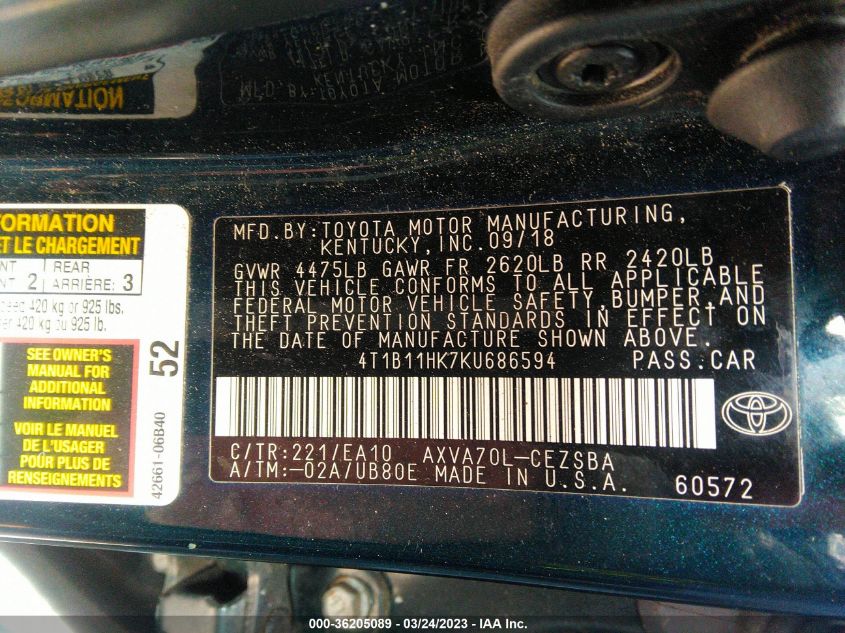 FORMATION
ET LE CHARGEMENT
NT 2 REAR
ARRIÈRE: 3
420 kg or 925 lbs.
420 kg ou 925 lb.
SEE OWNER'S
MANUAL FOR
ADDITIONAL
INFORMATION
VOIR LE MANUEL
DE L'USAGER
POUR PLUS DE
RENSEIGNEMENTS
52
42661-06B40
MFD.BY:TOYOTA MOTOR MANUFACTURING,
KENTUCKY,INC.09/18
GVWR 4475LB GAWR FR 2620LB RR 2420LB
THIS VEHICLE CONFORMS TO ALL APPLICABLE
FEDERAL MOTOR VEHICLE SAFETY,BUMPER,AND
THEFT PREVENTION STANDARDS IN EFFECT ON
THE DATE OF MANUFACTURE SHOWN ABOVE.
4T1B11HK7KU686594 PASS.CAR
C/TR:221/EA10 AXVA70L-CEZSBA
A/TM:-02A/UB80E MADE IN U.S.A.
60572
000-36205089 - 03/24/2023 - IAA Inc.